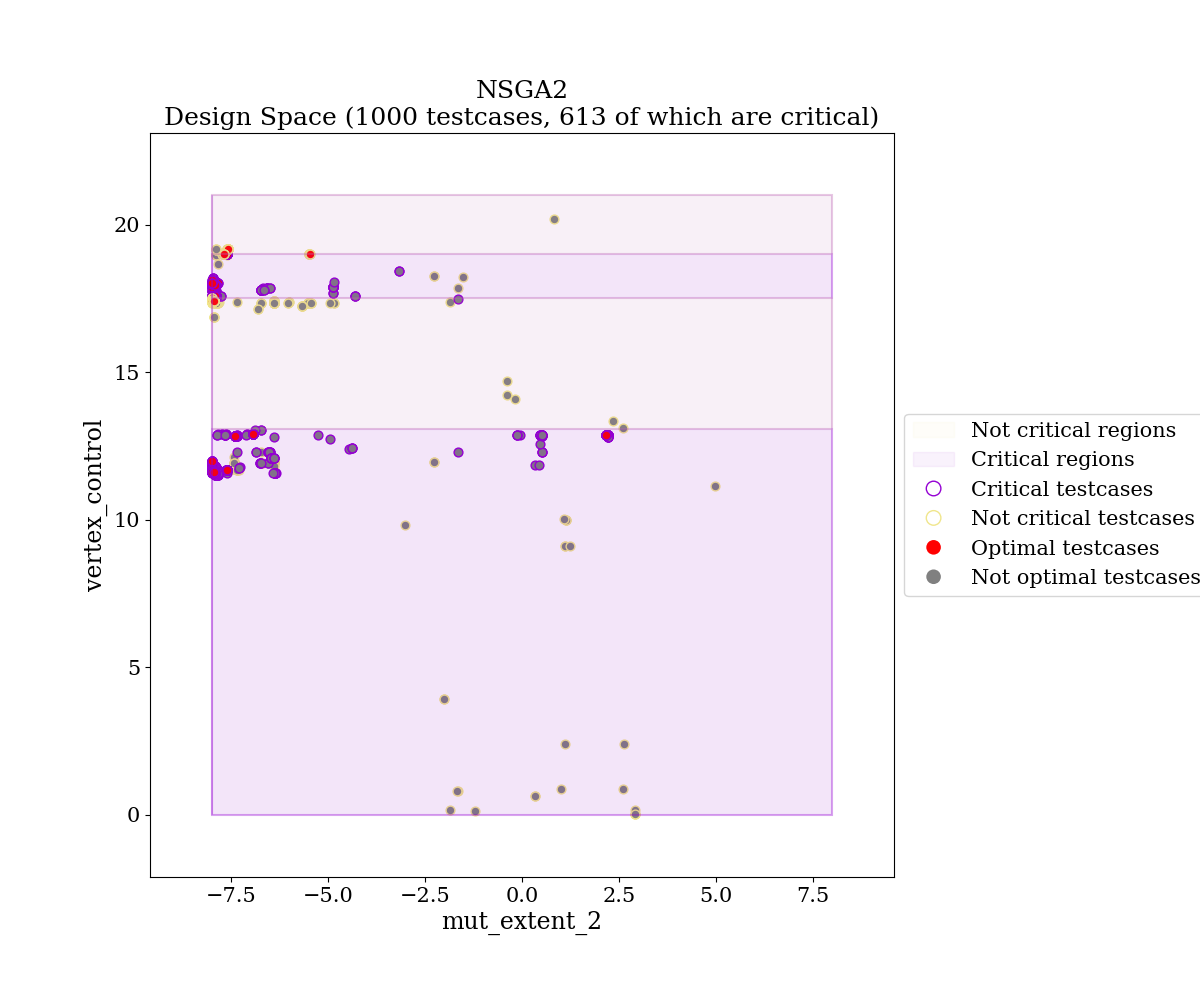 NSGA2
Design Space (1000 testcases, 613 of which are critical)
20
15
10
5
0
vertex_control
−7.5
−5.0
−2.5
0.0
2.5
5.0
7.5
mut_extent_2
Not critical regions
Critical regions
Critical testcases
Not critical testcases
Optimal testcases
Not optimal testcases